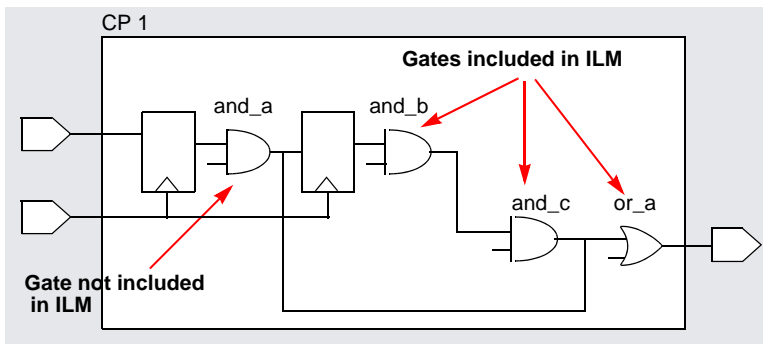 CP 1
Gates included in ILM
and_a
and_b
and_c
or_a
Gate not included
in ILM